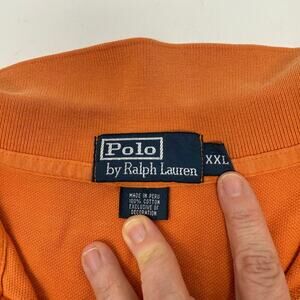 Polo
by Ralph Lauren
XXL
MADE IN PERU
100% COTTON
EXCLUSIVE OF
DECORATION